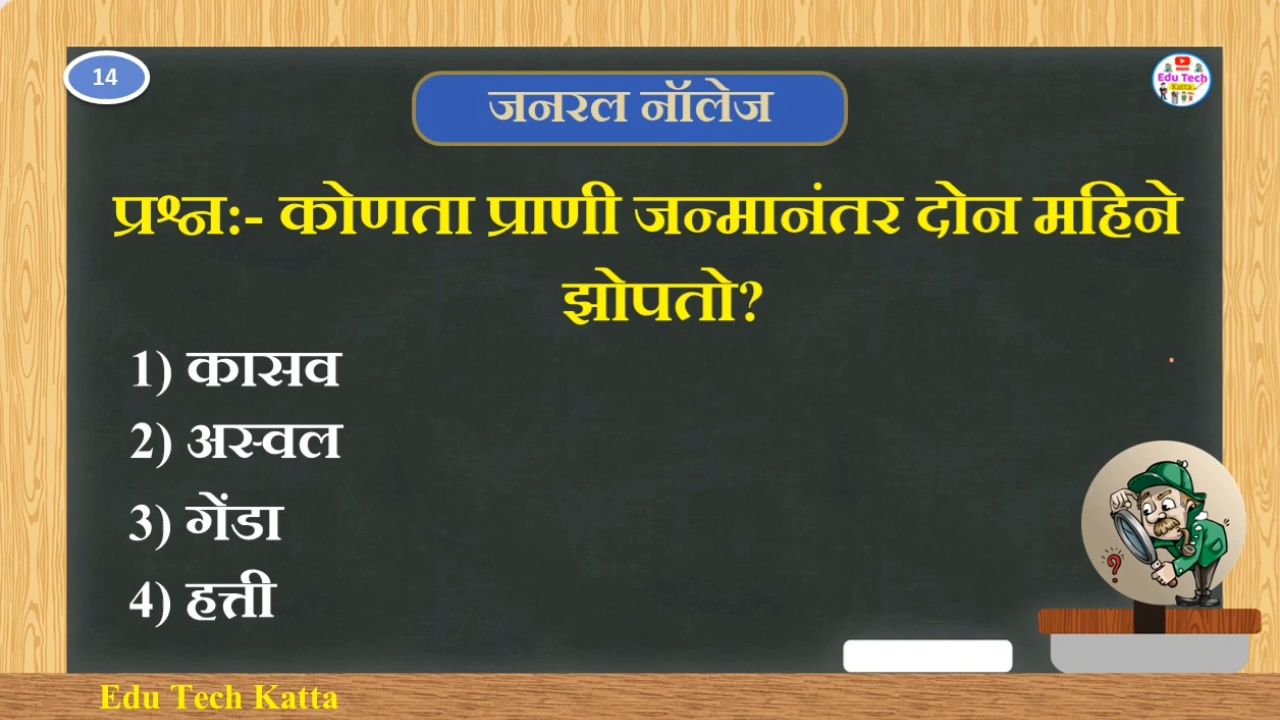 14
जनरल नॉलेज
Edu Tech
Katta
प्रश्न:- कोणता प्राणी जन्मानंतर दोन महिने
झोपतो?
1) कासव
2) अस्वल
3) गेंडा
4) हत्ती
?
Edu Tech Katta